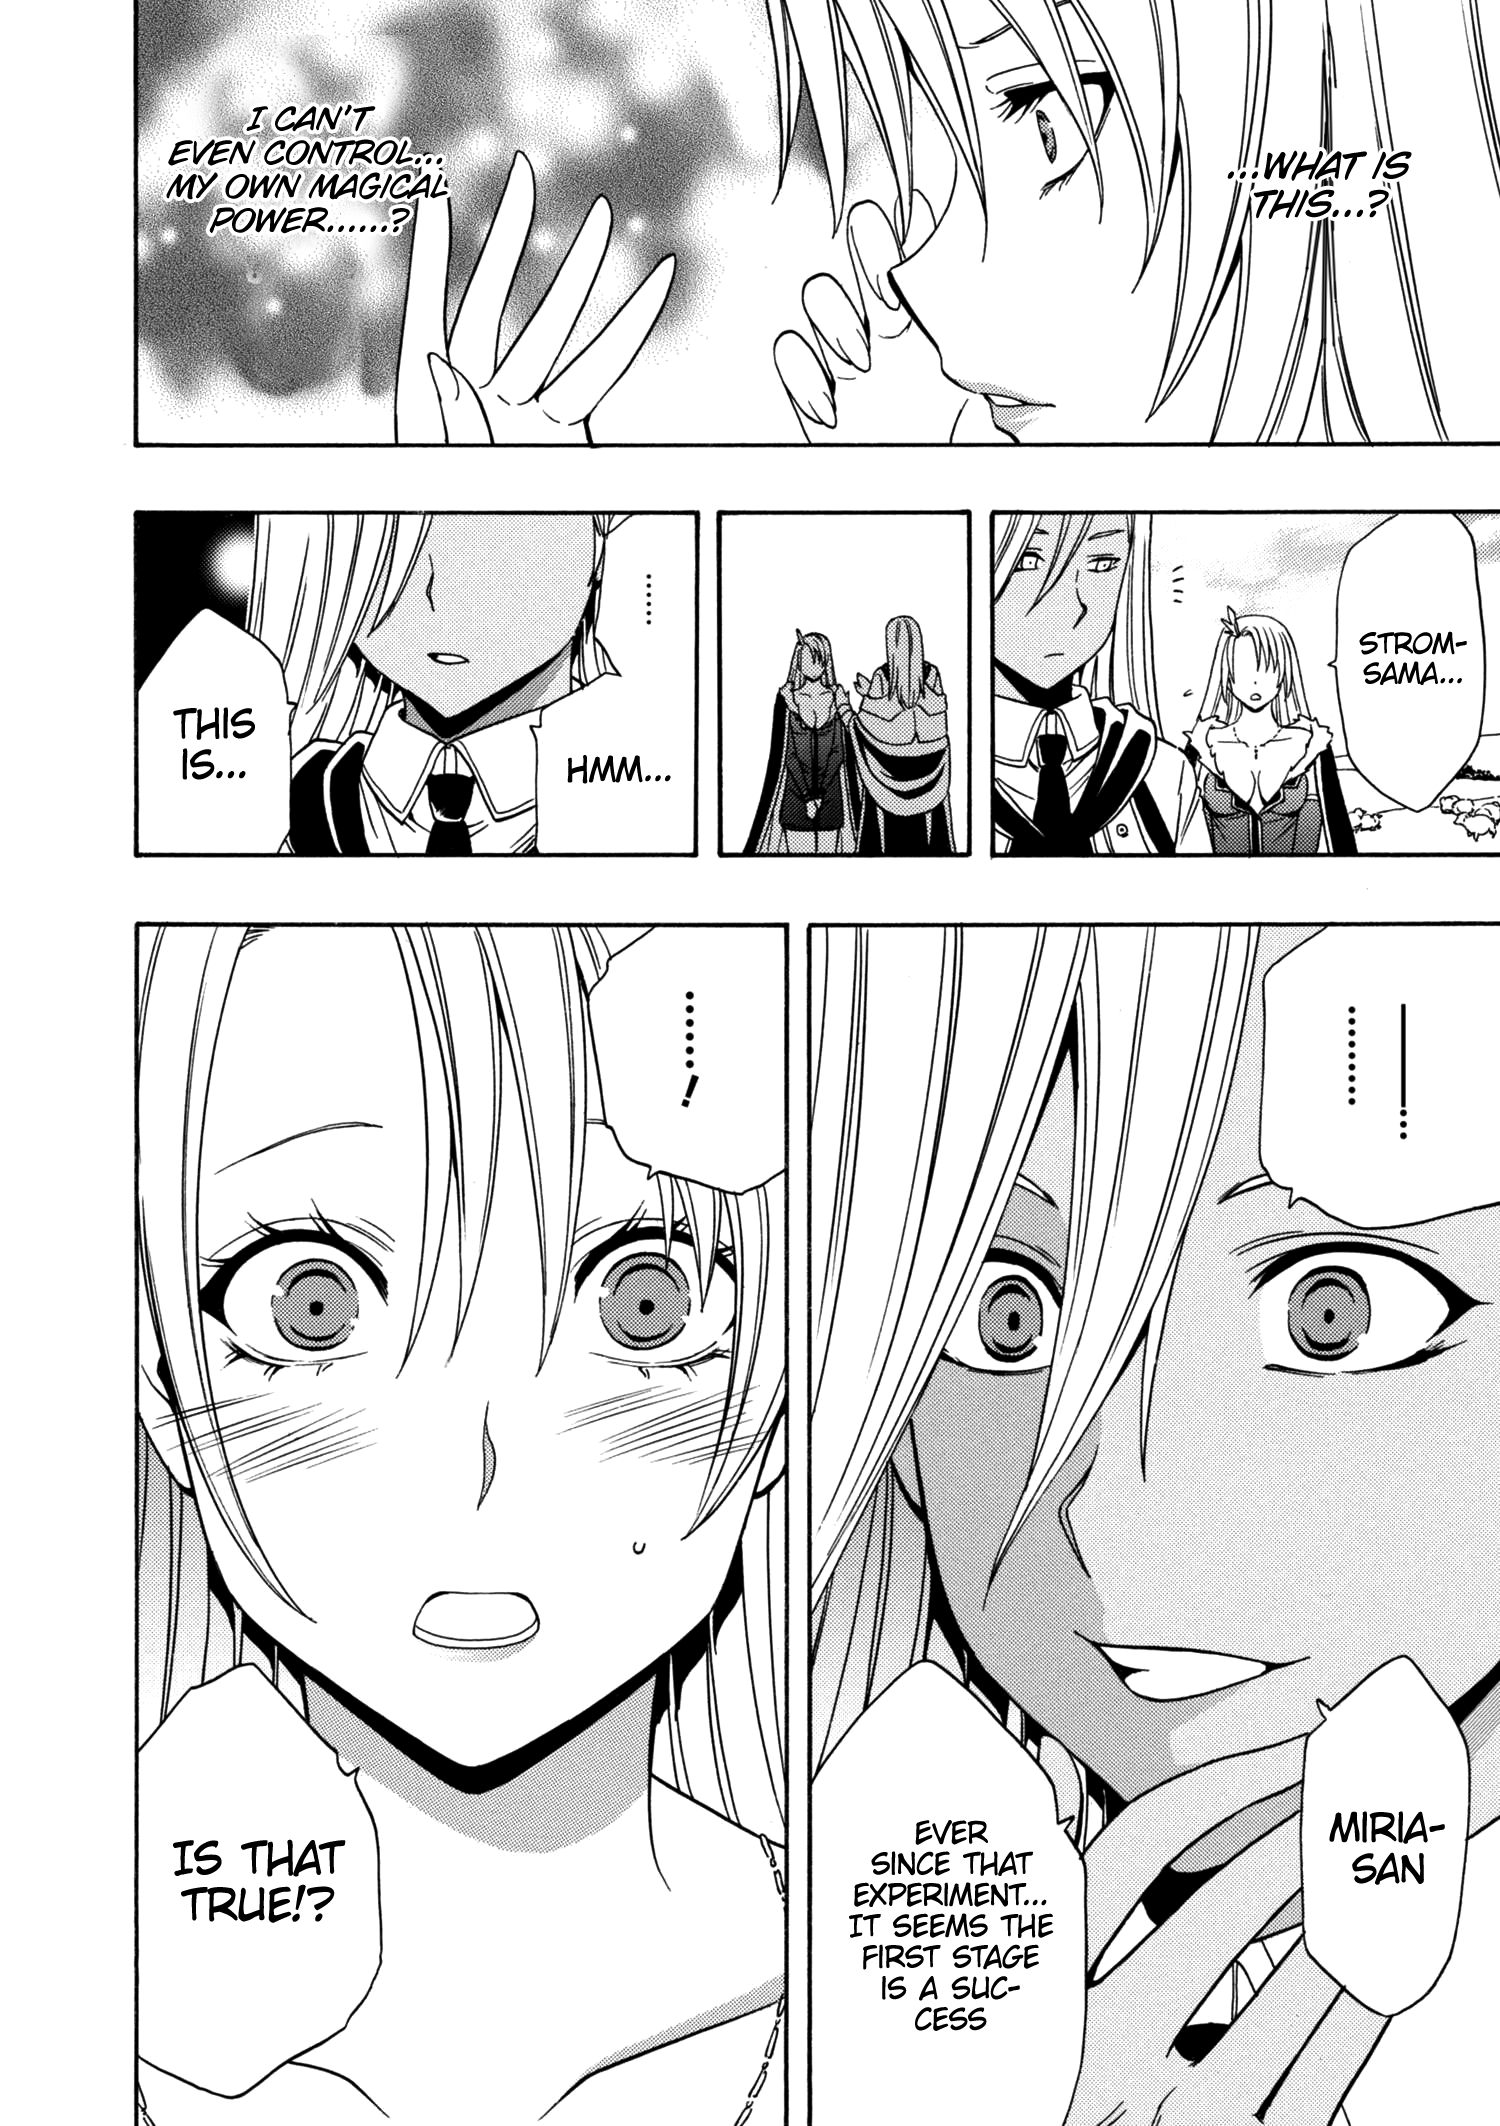 ...WHAT IS
THIS...?
I CAN'T
EVEN CONTROL...
MY OWN MAGICAL
POWER......?
STROM-
SAMA...
......
HMM...
THIS
IS...
......
MIRIA-
SAN
EVER
SINCE THAT
EXPERIMENT...
IT SEEMS THE
FIRST STAGE
IS A SUC-
CESS
......!
IS THAT
TRUE!?